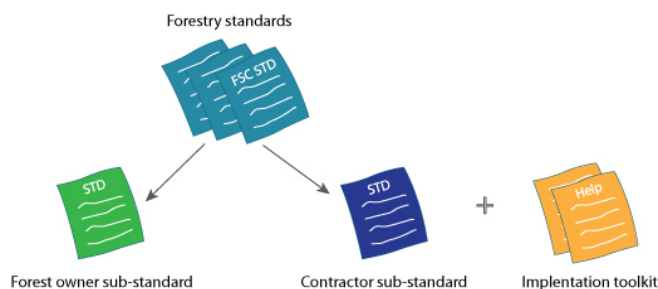 Forestry standards
FSC STD
STD
STD
+
Help
Forest owner sub-standard
Contractor sub-standard
Implentation toolkit